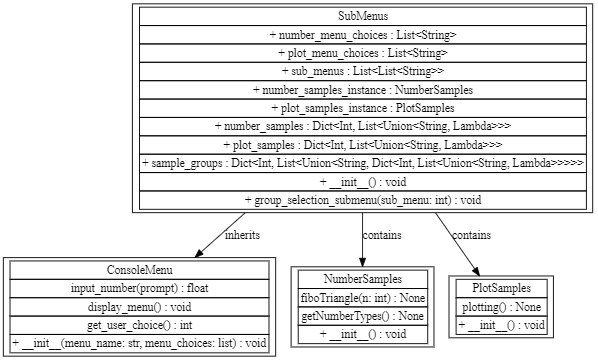 SubMenus
+ number_menu_choices : List<String>
+ plot_menu_choices : List<String>
+ sub_menus : List<List<String>>
+ number_samples_instance : NumberSamples
+ plot_samples_instance : PlotSamples
+ number_samples : Dict<Int, List<Union<String, Lambda>>>
+ plot_samples : Dict<Int, List<Union<String, Lambda>>>
+ sample_groups : Dict<Int, List<Union<String, Dict<Int, List<Union<String, Lambda>>>>>
+ __init__() : void
+ group_selection_submenu(sub_menu: int) : void
inherits
contains
contains
ConsoleMenu
input_number(prompt) : float
display_menu() : void
get_user_choice() : int
+ __init__(menu_name: str, menu_choices: list) : void
NumberSamples
fiboTriangle(n: int) : None
getNumberTypes() : None
+ __init__() : void
PlotSamples
plotting() : None
+ __init__() : void